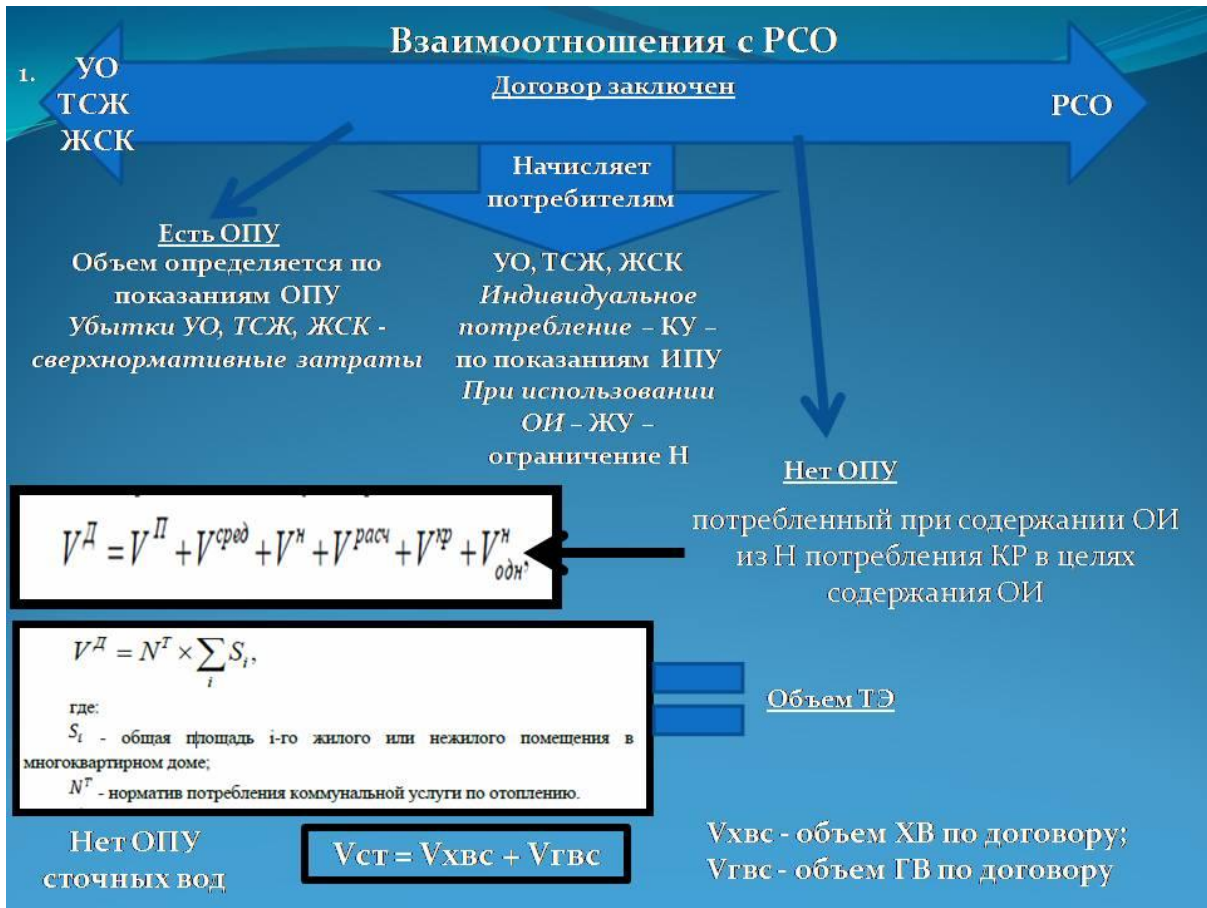 Взаимоотношения с РСО
1.
УО
ТСЖ
ЖСК
Договор заключен
РСО
Начисляет
потребителям
Есть ОПУ
Объем определяется по
показаниям ОПУ
Убытки УО, ТСЖ, ЖСК -
сверхнормативные затраты
УО, ТСЖ, ЖСК
Индивидуальное
потребление – КУ –
по показаниям ИПУ
При использовании
ОИ – ЖУ –
ограничение Н
Нет ОПУ
потребленный при содержании ОИ
из Н потребления КР в целях
содержания ОИ
V^Д = V^П + V^сред + V^н + V^расч + V^кр + V^н_одн,
V^Д = N^T × ∑_i S_i,
где:
S_i - общая площадь i-го жилого или нежилого помещения в
многоквартирном доме;
N^T - норматив потребления коммунальной услуги по отоплению.
Объем ТЭ
Нет ОПУ
сточных вод
Vст = Vхвс + Vгвс
Vхвс - объем ХВ по договору;
Vгвс - объем ГВ по договору